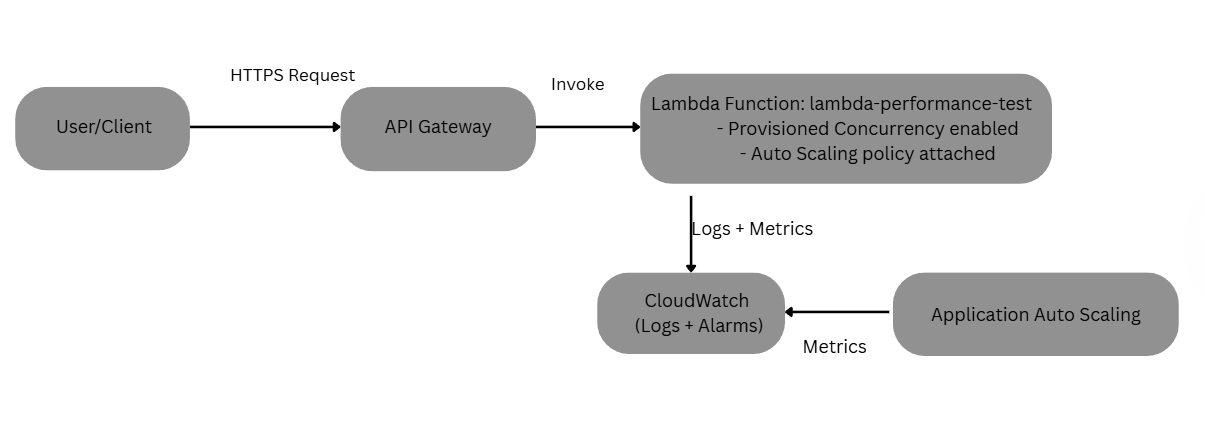 HTTPS Request
Invoke
User/Client
API Gateway
Lambda Function: lambda-performance-test
- Provisioned Concurrency enabled
- Auto Scaling policy attached
Logs + Metrics
CloudWatch
(Logs + Alarms)
Application Auto Scaling
Metrics